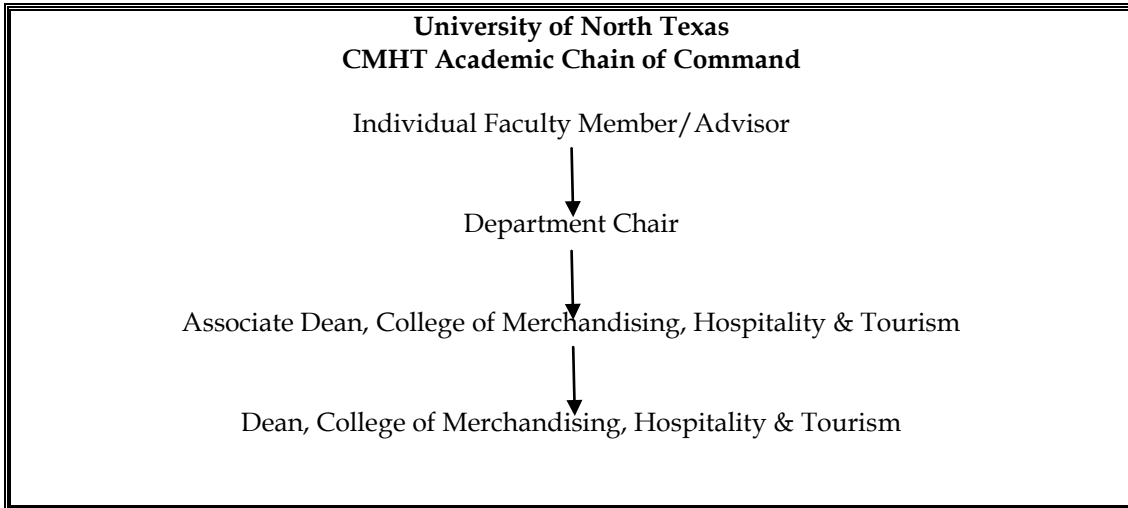 University of North Texas
CMHT Academic Chain of Command
Individual Faculty Member/Advisor
Department Chair
Associate Dean, College of Merchandising, Hospitality & Tourism
Dean, College of Merchandising, Hospitality & Tourism